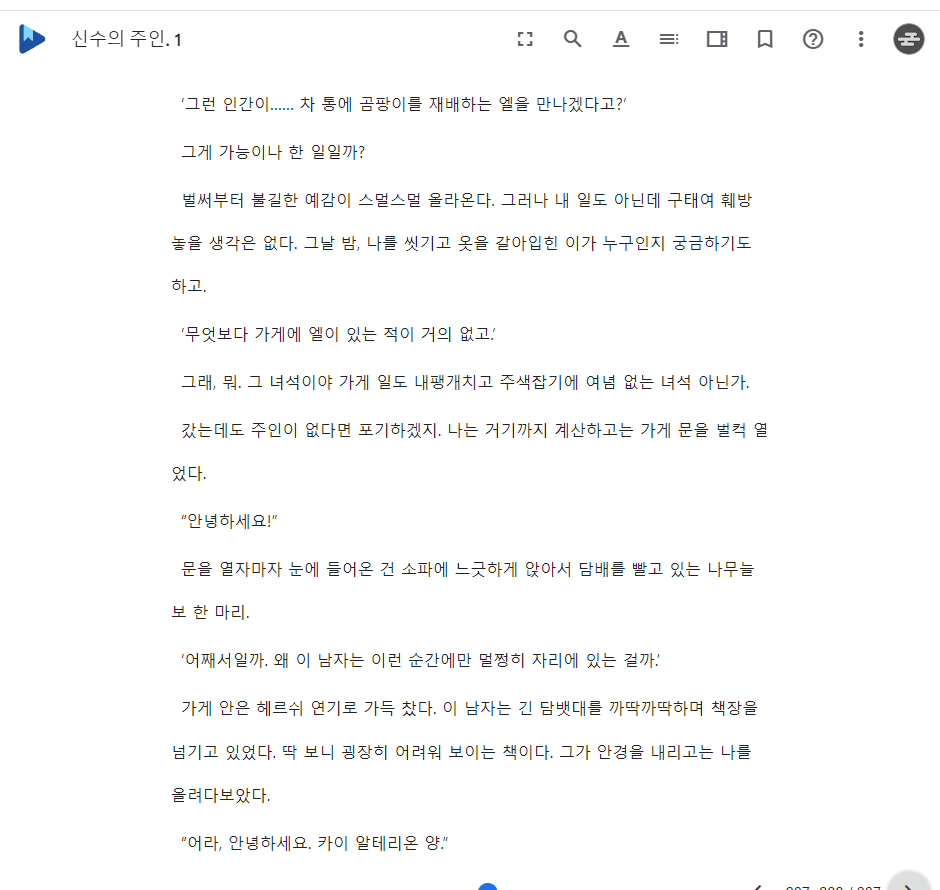 신수의 주인. 1
‘그런 인간이...... 차 통에 곰팡이를 재배하는 엘을 만나겠다고?’
그게 가능이나 한 일일까?
벌써부터 불길한 예감이 스멀스멀 올라온다. 그러나 내 일도 아닌데 구태여 훼방
놓을 생각은 없다. 그날 밤, 나를 씻기고 옷을 갈아입힌 이가 누구인지 궁금하기도
하고.
‘무엇보다 가게에 엘이 있는 적이 거의 없고.’
그래, 뭐. 그 녀석이야 가게 일도 내팽개치고 주색잡기에 여념 없는 녀석 아닌가.
갔는데도 주인이 없다면 포기하겠지. 나는 거기까지 계산하고는 가게 문을 벌컥 열
었다.
“안녕하세요!”
문을 열자마자 눈에 들어온 건 소파에 느긋하게 앉아서 담배를 빨고 있는 나무늘
보 한 마리.
‘어째서일까. 왜 이 남자는 이런 순간에만 멀쩡히 자리에 있는 걸까.’
가게 안은 헤르쉬 연기로 가득 찼다. 이 남자는 긴 담뱃대를 까딱까딱하며 책장을
넘기고 있었다. 딱 보니 굉장히 어려워 보이는 책이다. 그가 안경을 내리고는 나를
올려다보았다.
“어라, 안녕하세요. 카이 알테리온 양.”